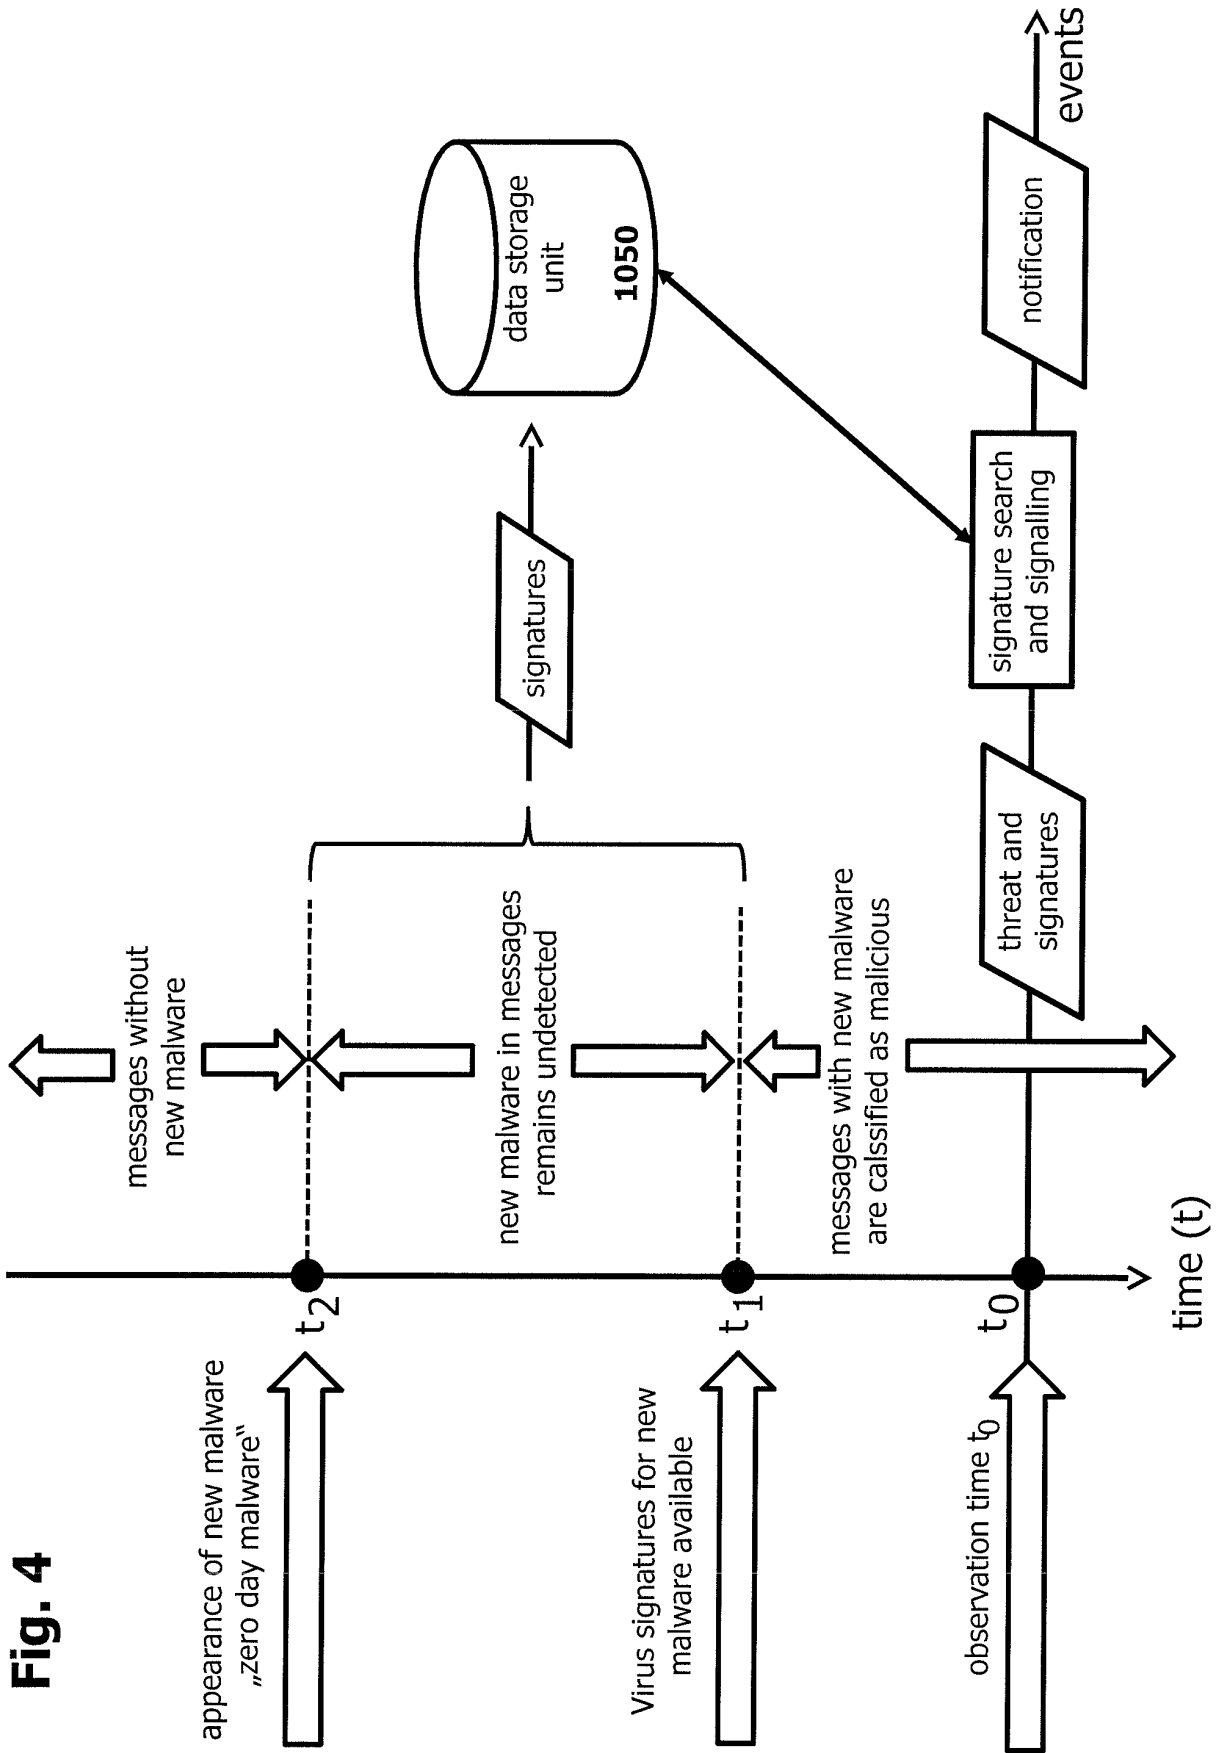 Fig. 4
appearance of new malware
„zero day malware“
t2
messages without
new malware
new malware in messages
remains undetected
signatures
data storage
unit
1050
Virus signatures for new
malware available
t1
messages with new malware
are calssified as malicious
observation time t0
t0
threat and
signatures
signature search
and signalling
notification
events
time (t)